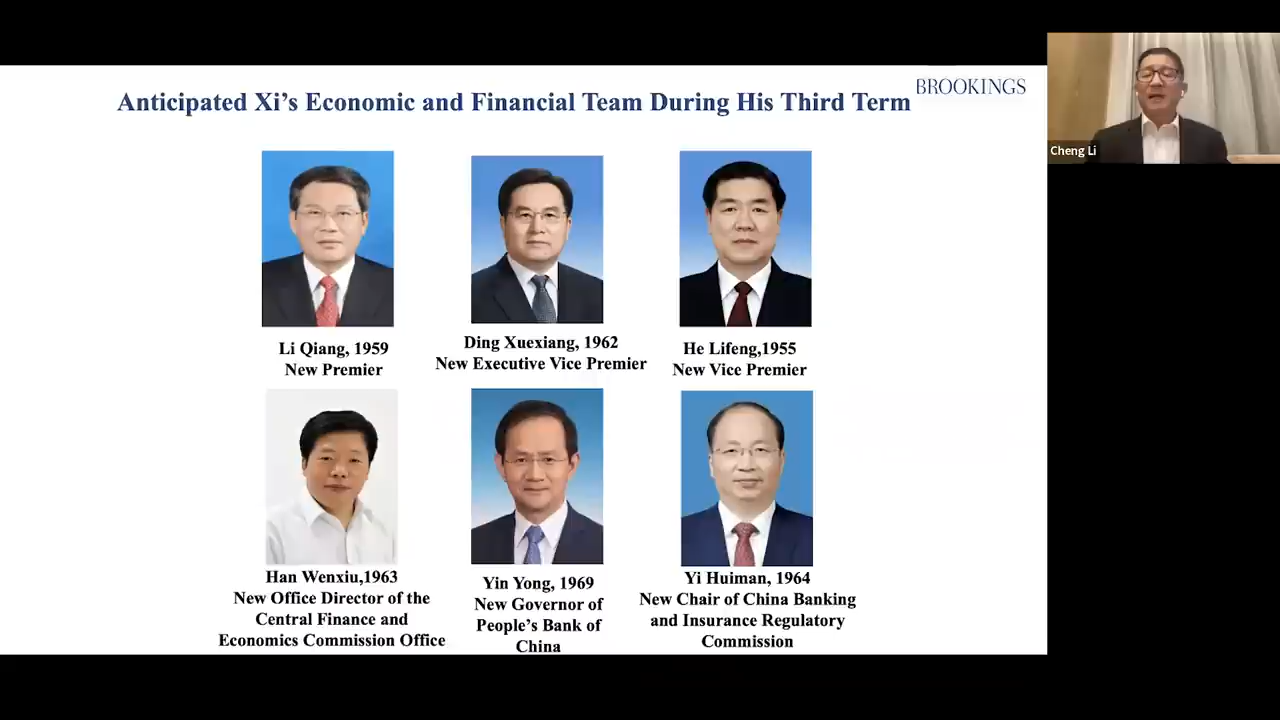 BROOKINGS
Anticipated Xi's Economic and Financial Team During His Third Term
Cheng Li
Li Qiang, 1959
New Premier
Ding Xuexiang, 1962
New Executive Vice Premier
He Lifeng,1955
New Vice Premier
Han Wenxiu,1963
New Office Director of the
Central Finance and
Economics Commission Office
Yin Yong, 1969
New Governor of
People's Bank of
China
Yi Huiman, 1964
New Chair of China Banking
and Insurance Regulatory
Commission